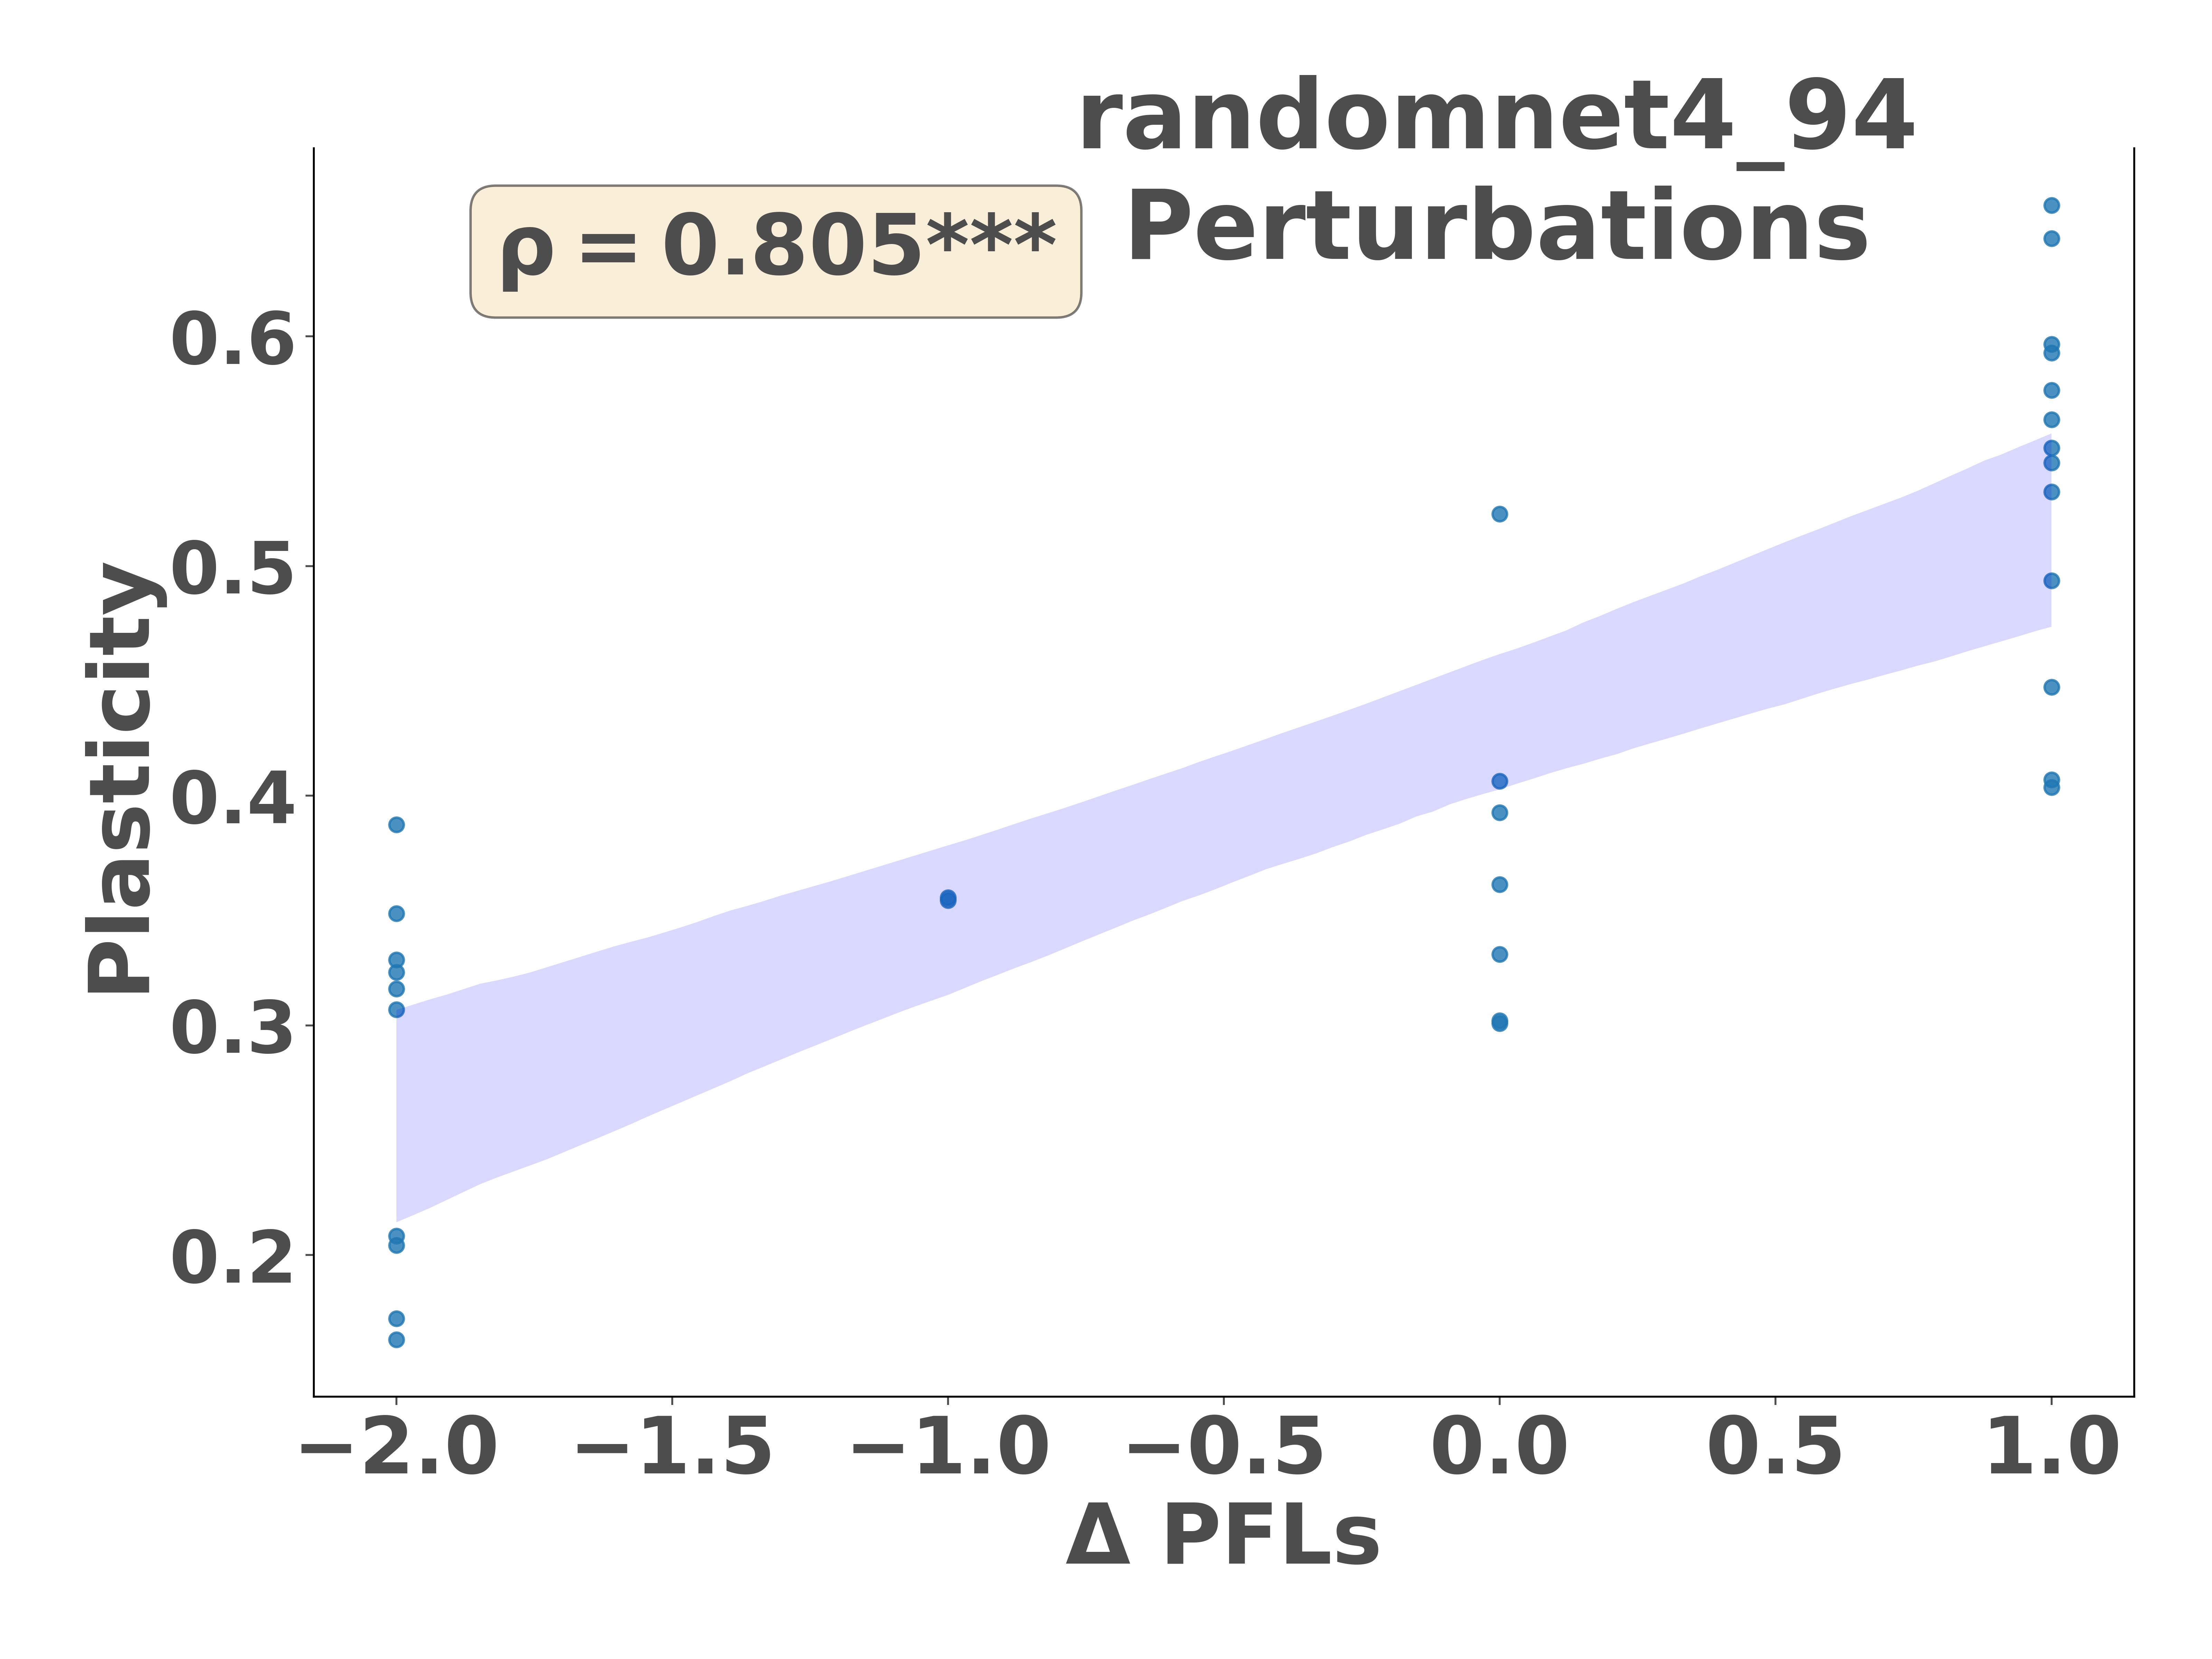 randomnet4_94
Perturbations
ρ = 0.805***
Plasticity
0.6
0.5
0.4
0.3
0.2
−2.0 −1.5 −1.0 −0.5 0.0 0.5 1.0
Δ PFLs